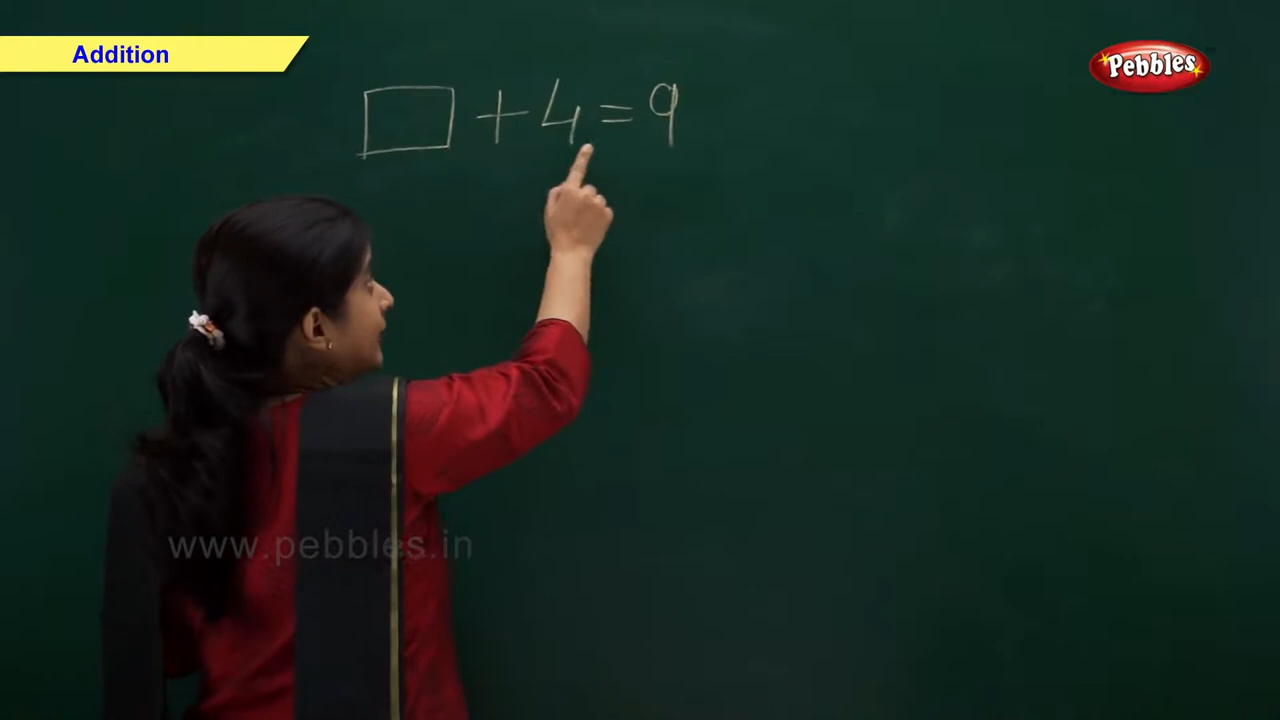 Addition
Pebbles
□ + 4 = 9
www.pebbles.in